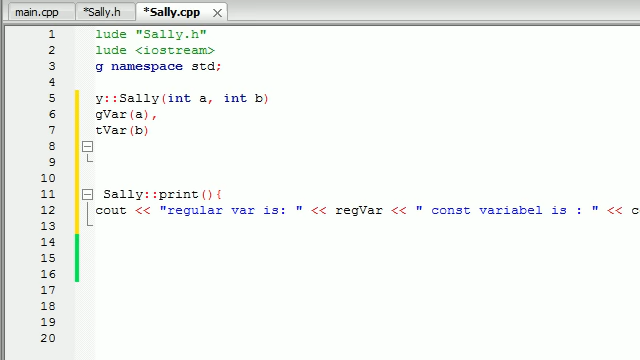 main.cpp *Sally.h *Sally.cpp
1 lude "Sally.h"
2 lude <iostream>
3 g namespace std;
4
5 y::Sally(int a, int b)
6 gVar(a),
7 tVar(b)
8
9
10
11 Sally::print(){
12 cout << "regular var is: " << regVar << " const variabel is : " << c
13
14
15
16
17
18
19
20